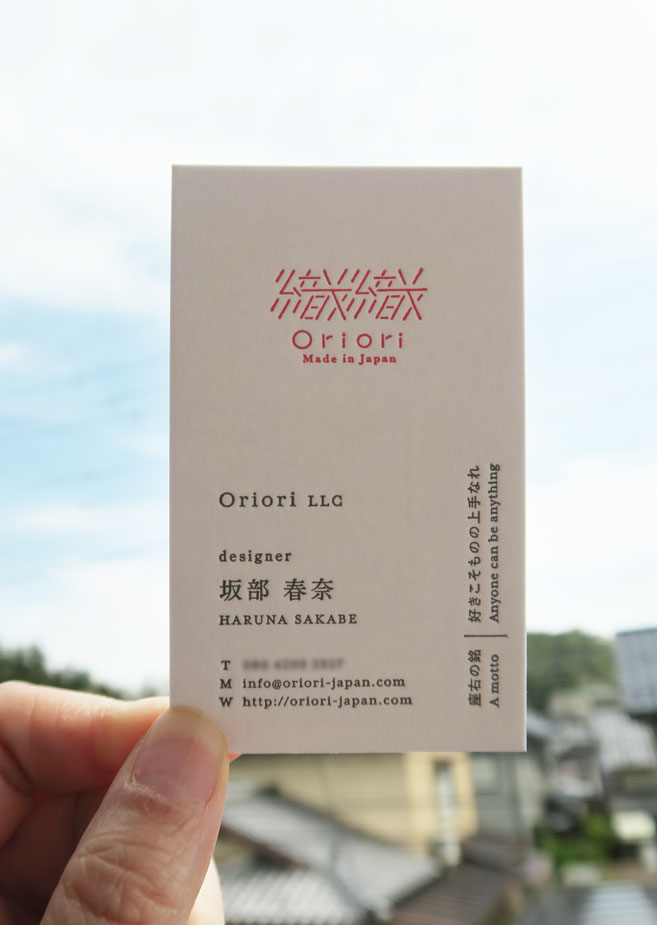 織織
Oriori
Made in Japan
Oriori LLC
designer
坂部 春奈
HARUNA SAKABE
T
M info@oriori-japan.com
W http://oriori-japan.com
座右の銘 好きこそものの上手なれ
A motto Anyone can be anything